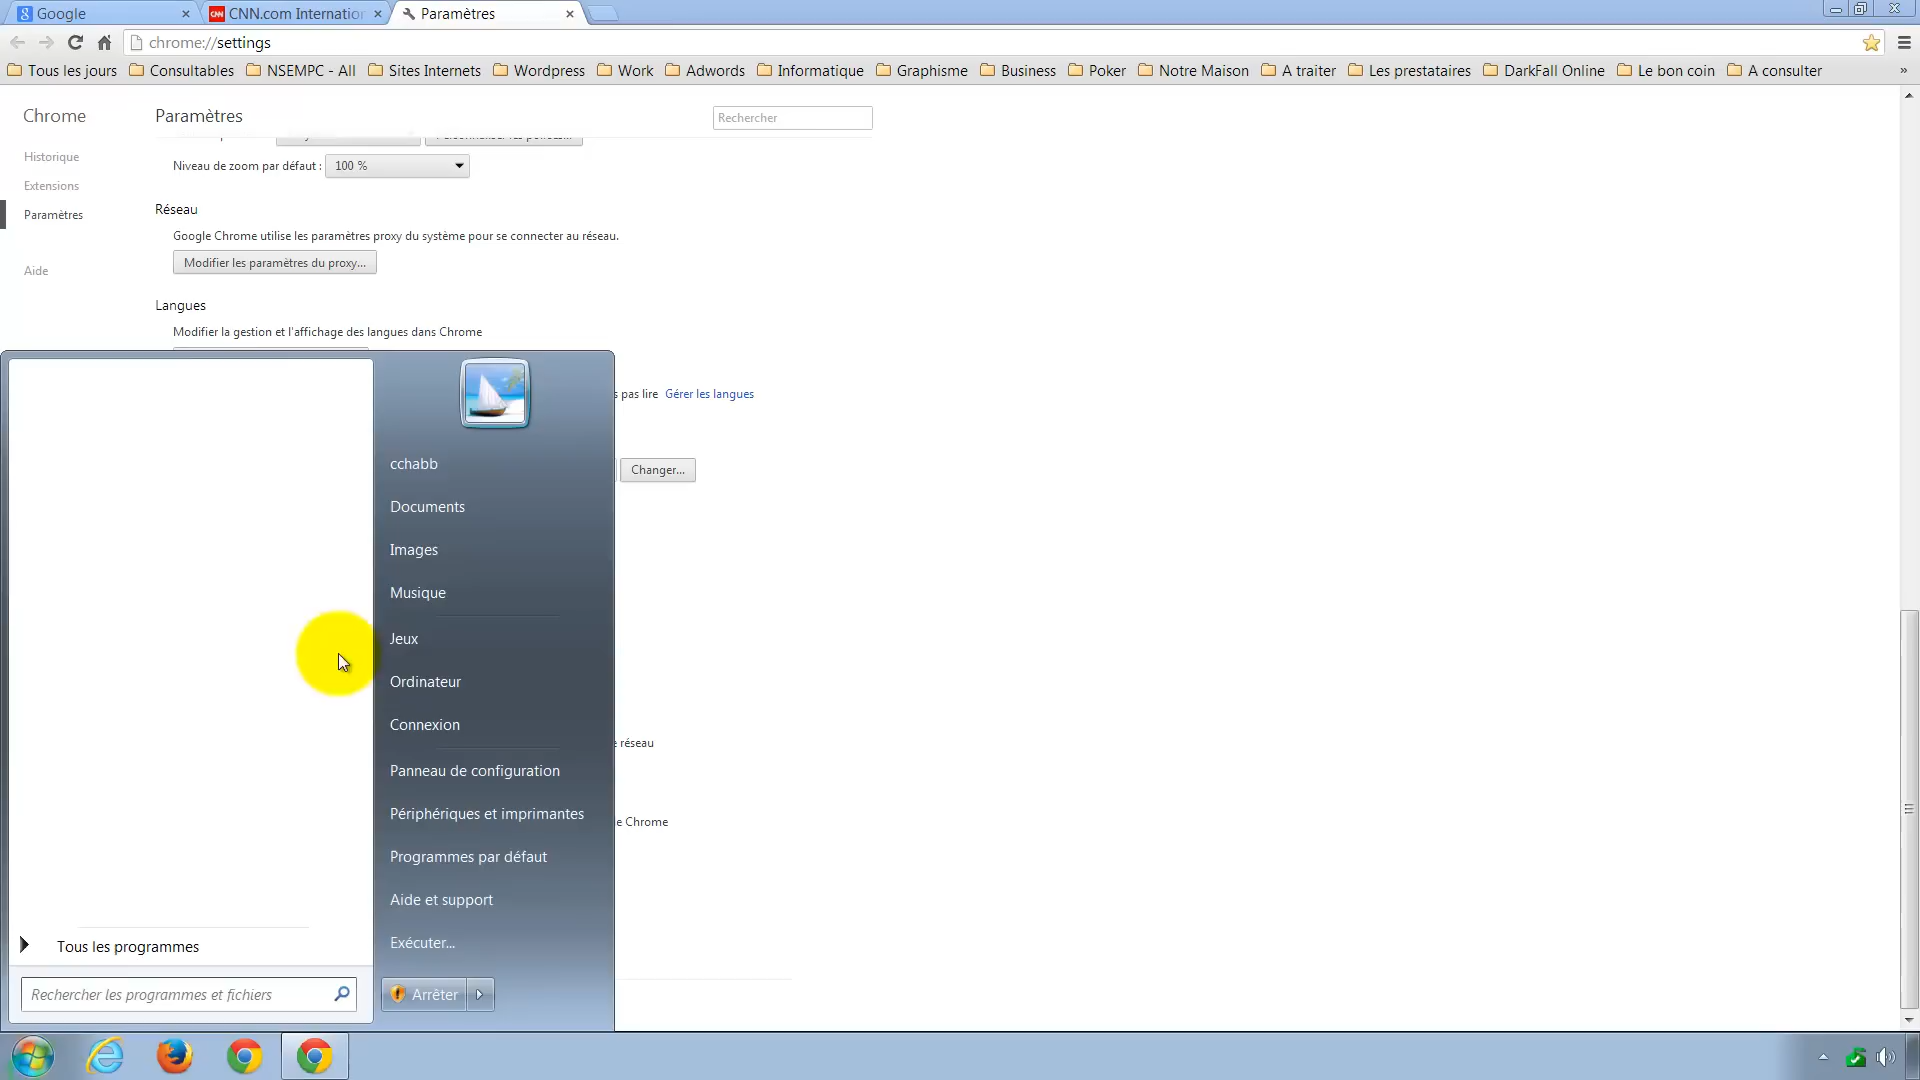 Google
CNN.com Internatio
Paramètres
chrome://settings
Tous les jours Consultables NSEMPC - All Sites Internets Wordpress Work Adwords Informatique Graphisme Business Poker Notre Maison A traiter Les prestataires DarkFall Online Le bon coin A consulter »
Chrome
Paramètres
Rechercher
Historique
Extensions
Paramètres
Aide
Niveau de zoom par défaut : 100 %
Réseau
Google Chrome utilise les paramètres proxy du système pour se connecter au réseau.
Modifier les paramètres du proxy...
Langues
Modifier la gestion et l'affichage des langues dans Chrome
s pas lire Gérer les langues
Changer...
e réseau
e Chrome
cchabb
Documents
Images
Musique
Jeux
Ordinateur
Connexion
Panneau de configuration
Périphériques et imprimantes
Programmes par défaut
Aide et support
Exécuter...
Tous les programmes
Rechercher les programmes et fichiers
Arrêter